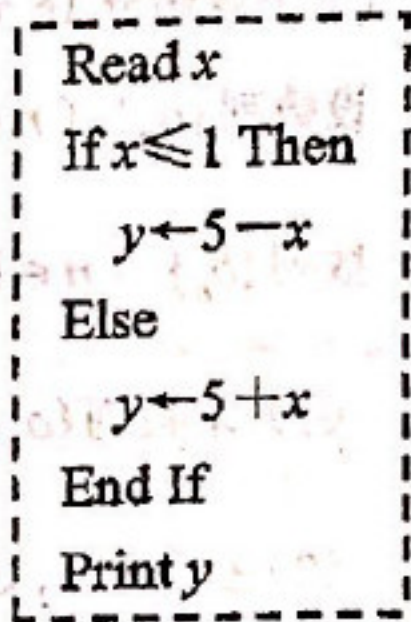 Read x
If x≤1 Then
y←5−x
Else
y←5+x
End If
Print y